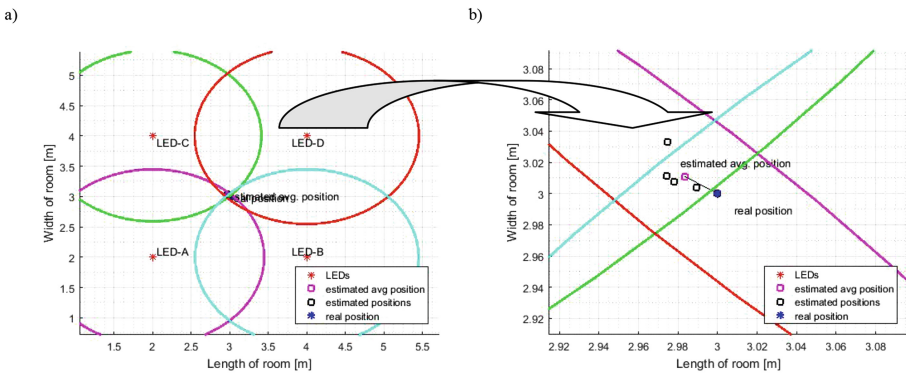 a)
b)
5
4.5
4
3.5
3
2.5
2
1.5
1
Width of room [m]
LED-C
LED-D
estimated avg. position
real position
LED-A
LED-B
LEDs
estimated avg position
estimated positions
real position
1.5 2 2.5 3 3.5 4 4.5 5 5.5
Length of room [m]
3.08
3.06
3.04
3.02
3
2.98
2.96
2.94
2.92
Width of room [m]
estimated avg. position
real position
LEDs
estimated avg position
estimated positions
real position
2.92 2.94 2.96 2.98 3 3.02 3.04 3.06 3.08
Length of room [m]